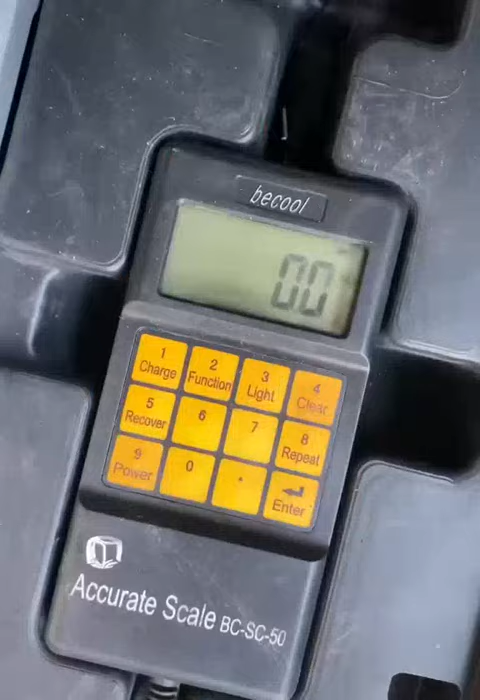 becool
00
1 2 3 4
Charge Function Light Clear
5 6 7 8
Recover Repeat
9 0 .
Power Enter
Accurate Scale BC-SC-50